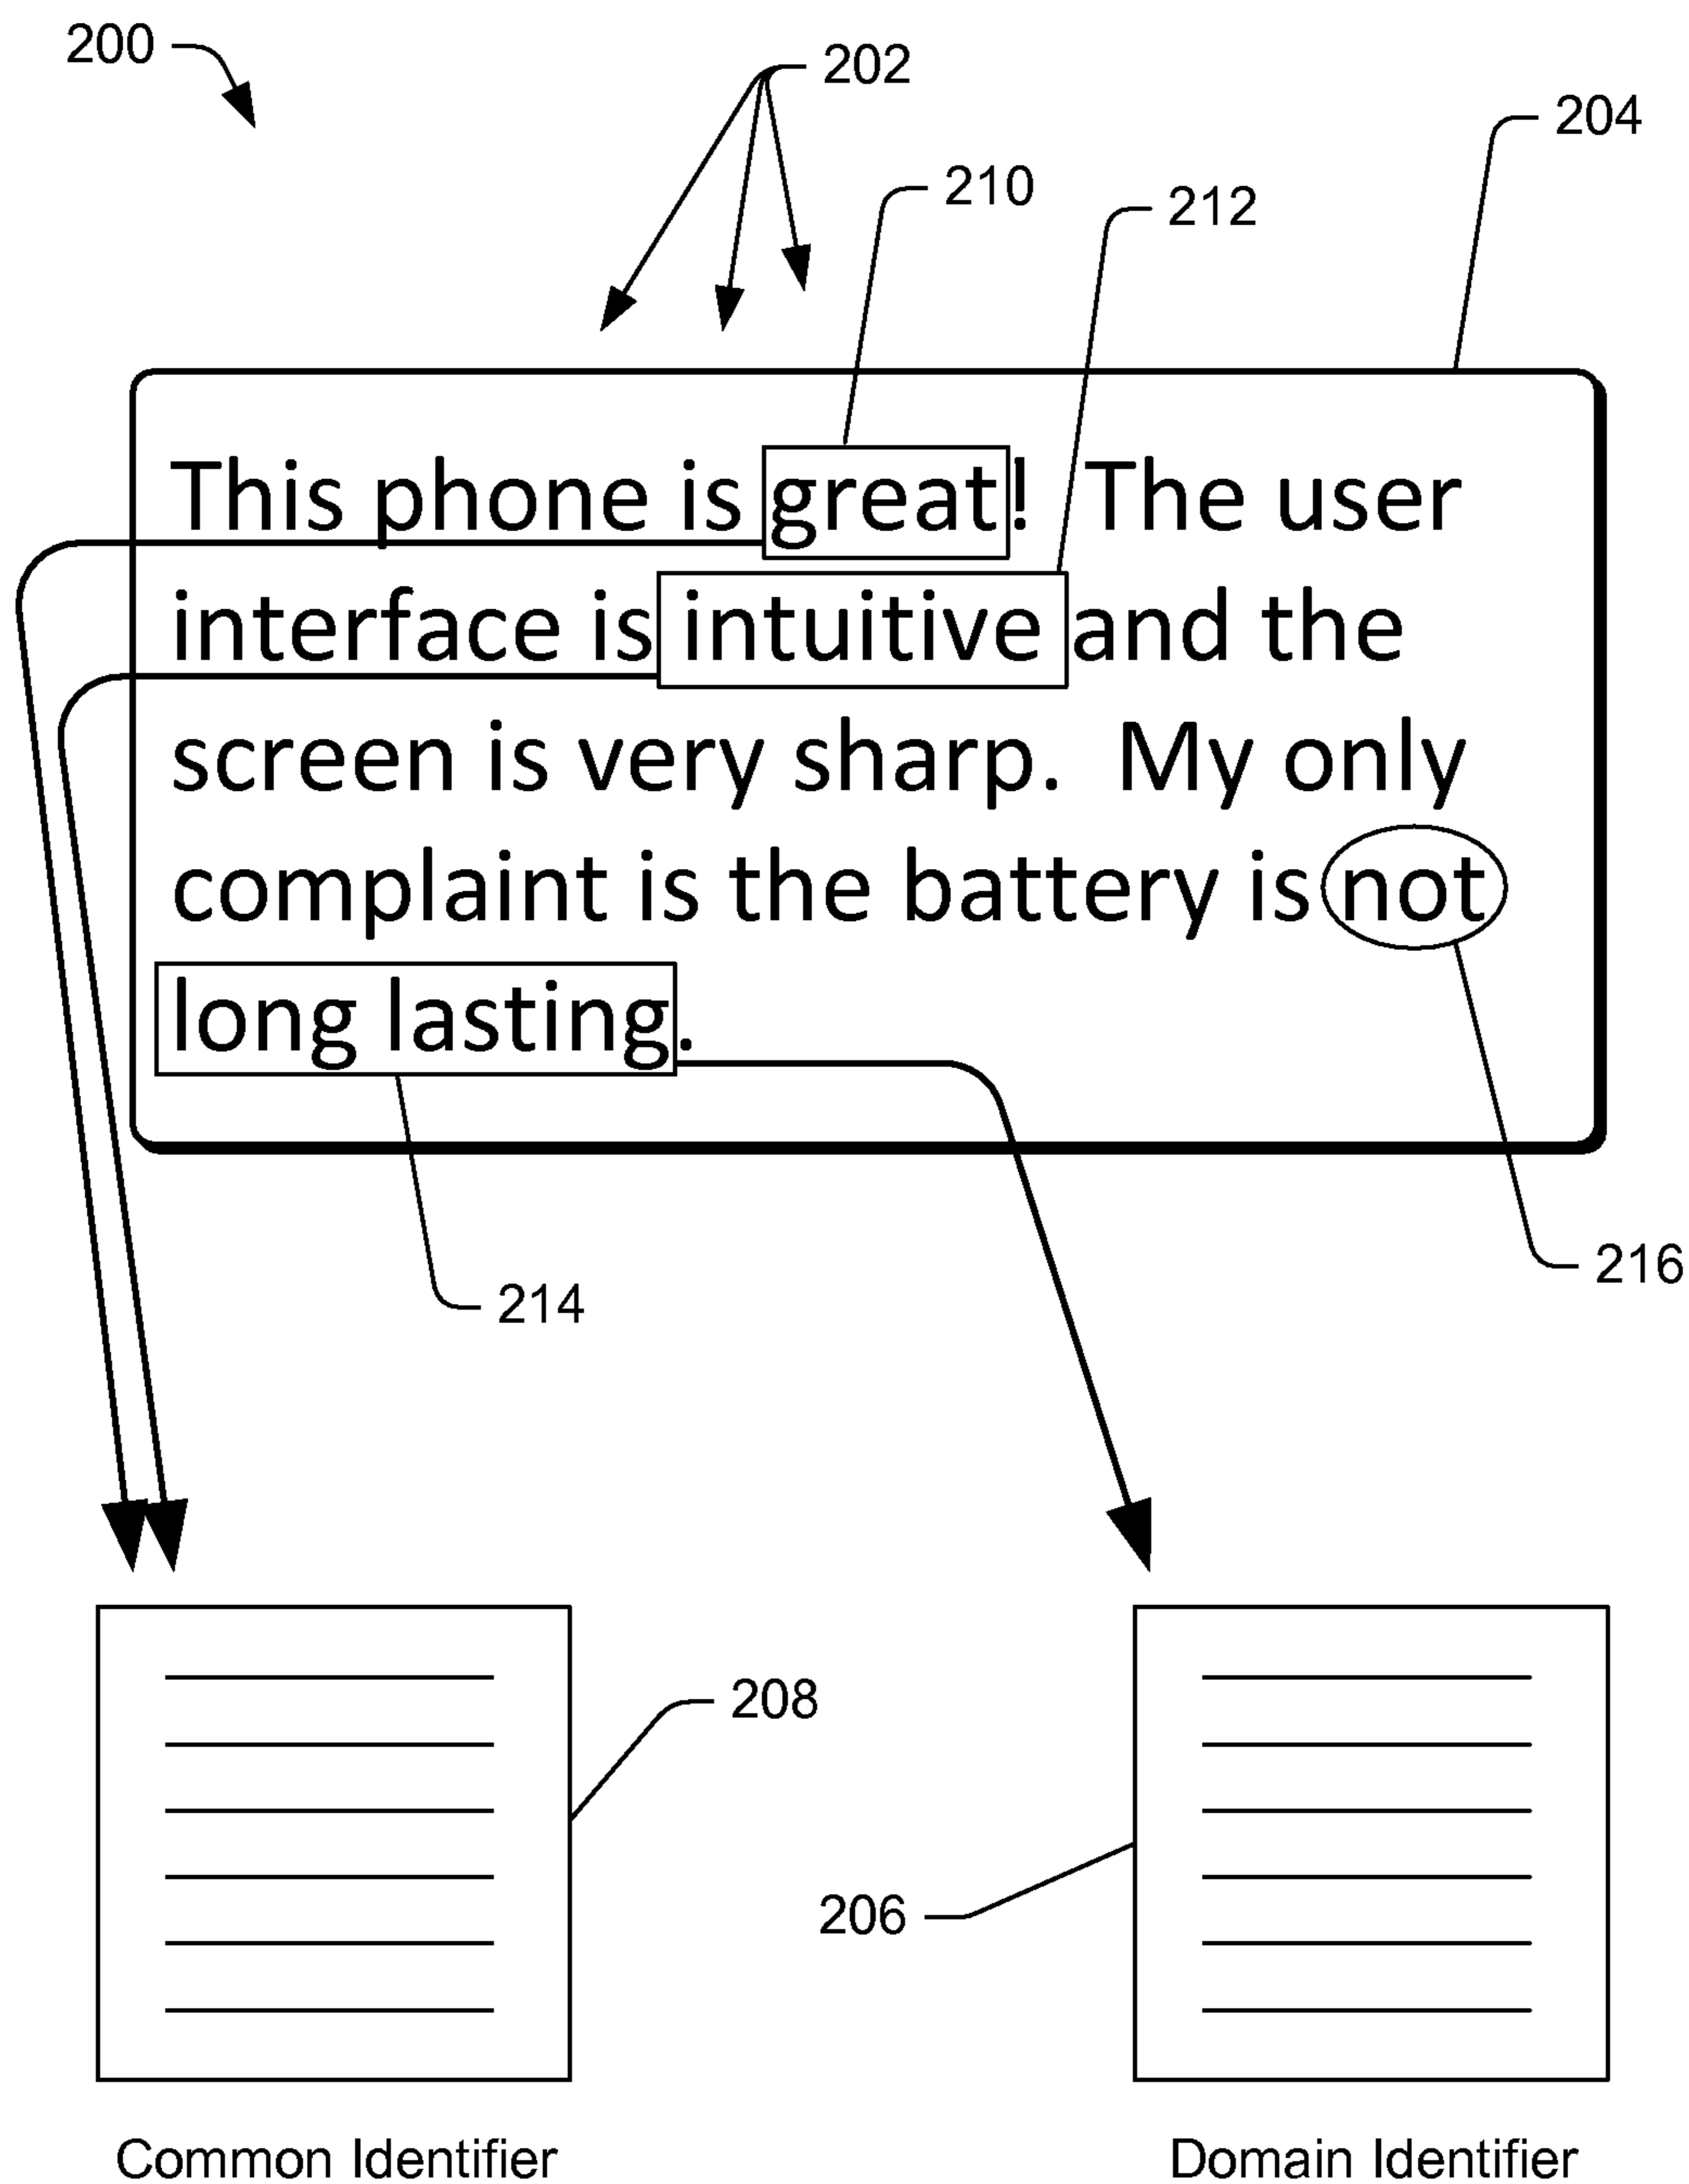 200
202
204
210
212
This phone is great! The user
interface is intuitive and the
screen is very sharp. My only
complaint is the battery is not
long lasting.
216
214
208
206
Common Identifier
Domain Identifier